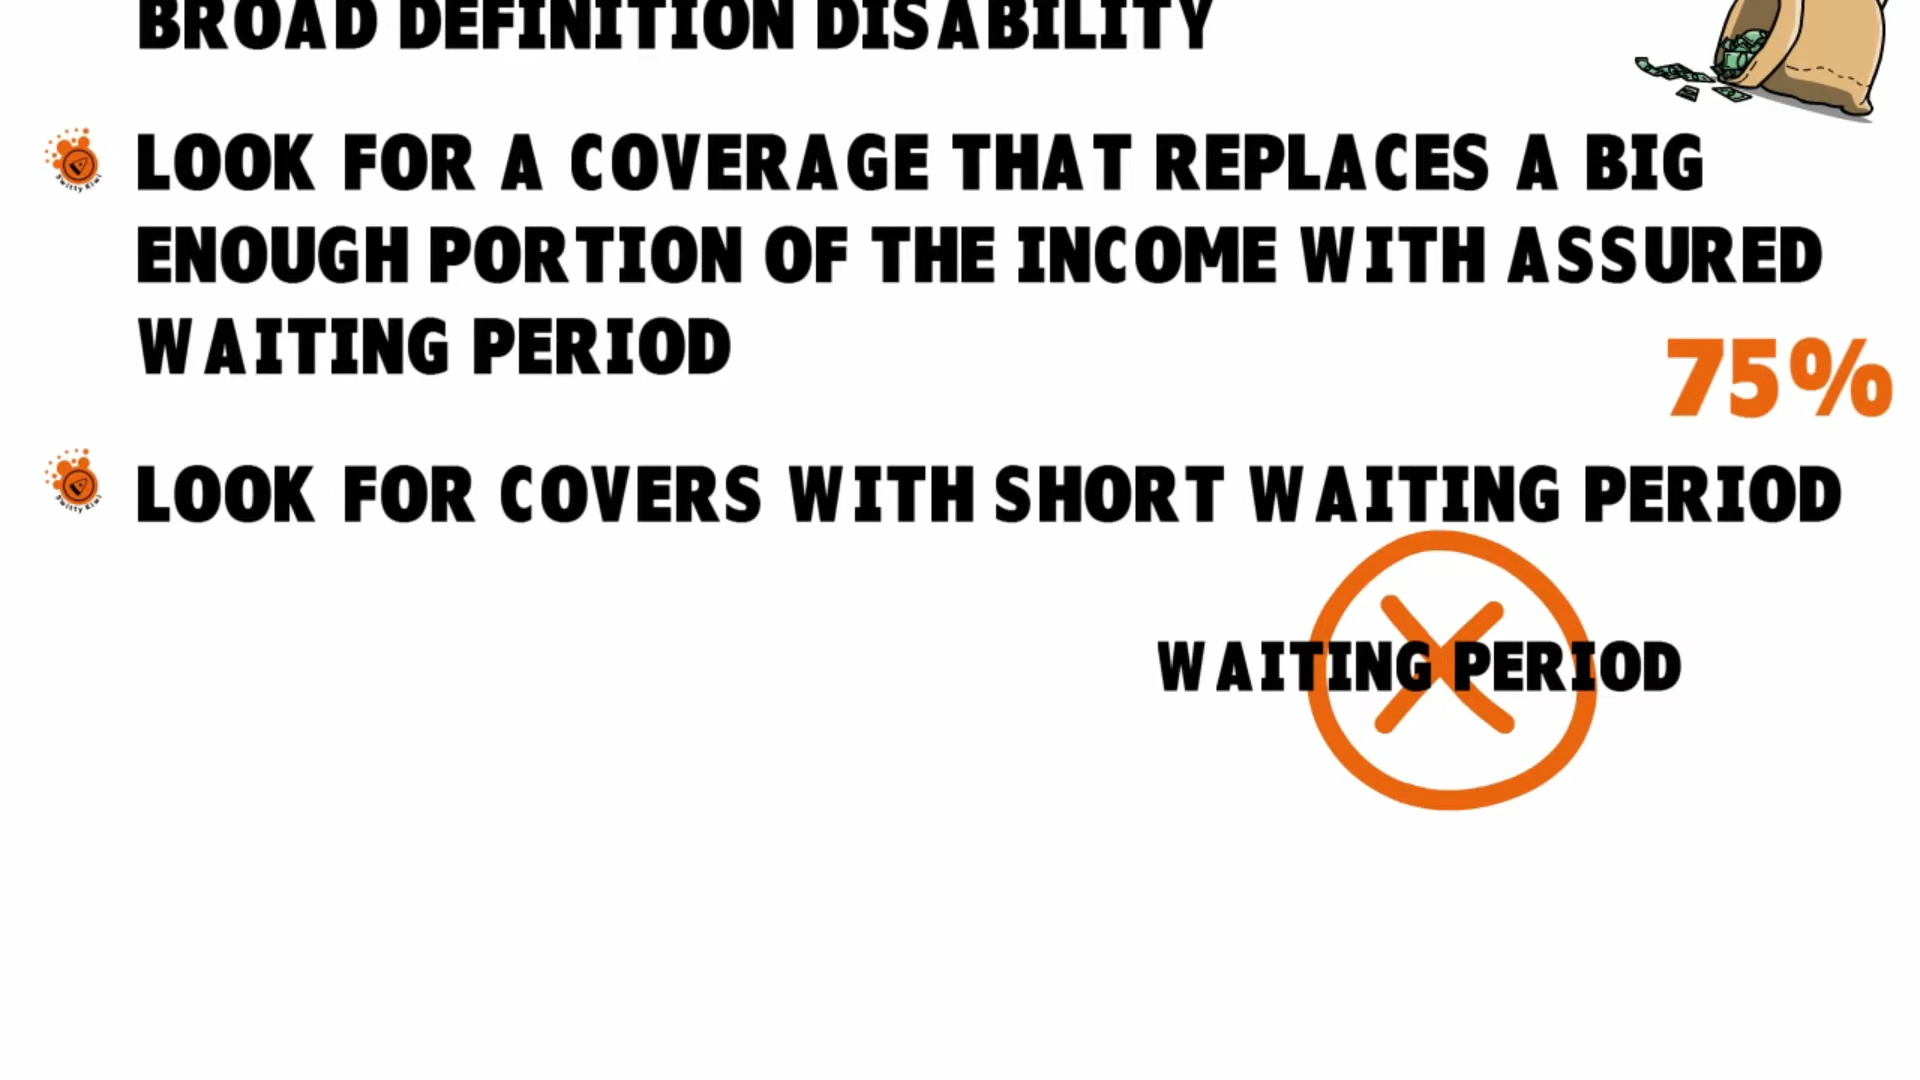 BROAD DEFINITION DISABILITY
LOOK FOR A COVERAGE THAT REPLACES A BIG
ENOUGH PORTION OF THE INCOME WITH ASSURED
WAITING PERIOD
75%
LOOK FOR COVERS WITH SHORT WAITING PERIOD
WAITING PERIOD